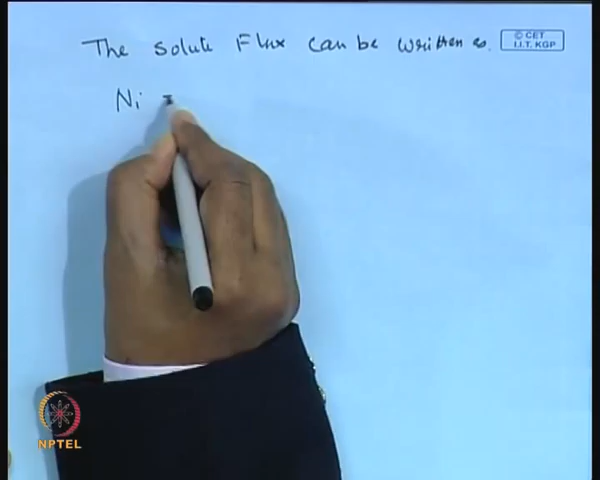 The solute Flux can be written as.
© CET
I.I.T. KGP
Ni =
NPTEL